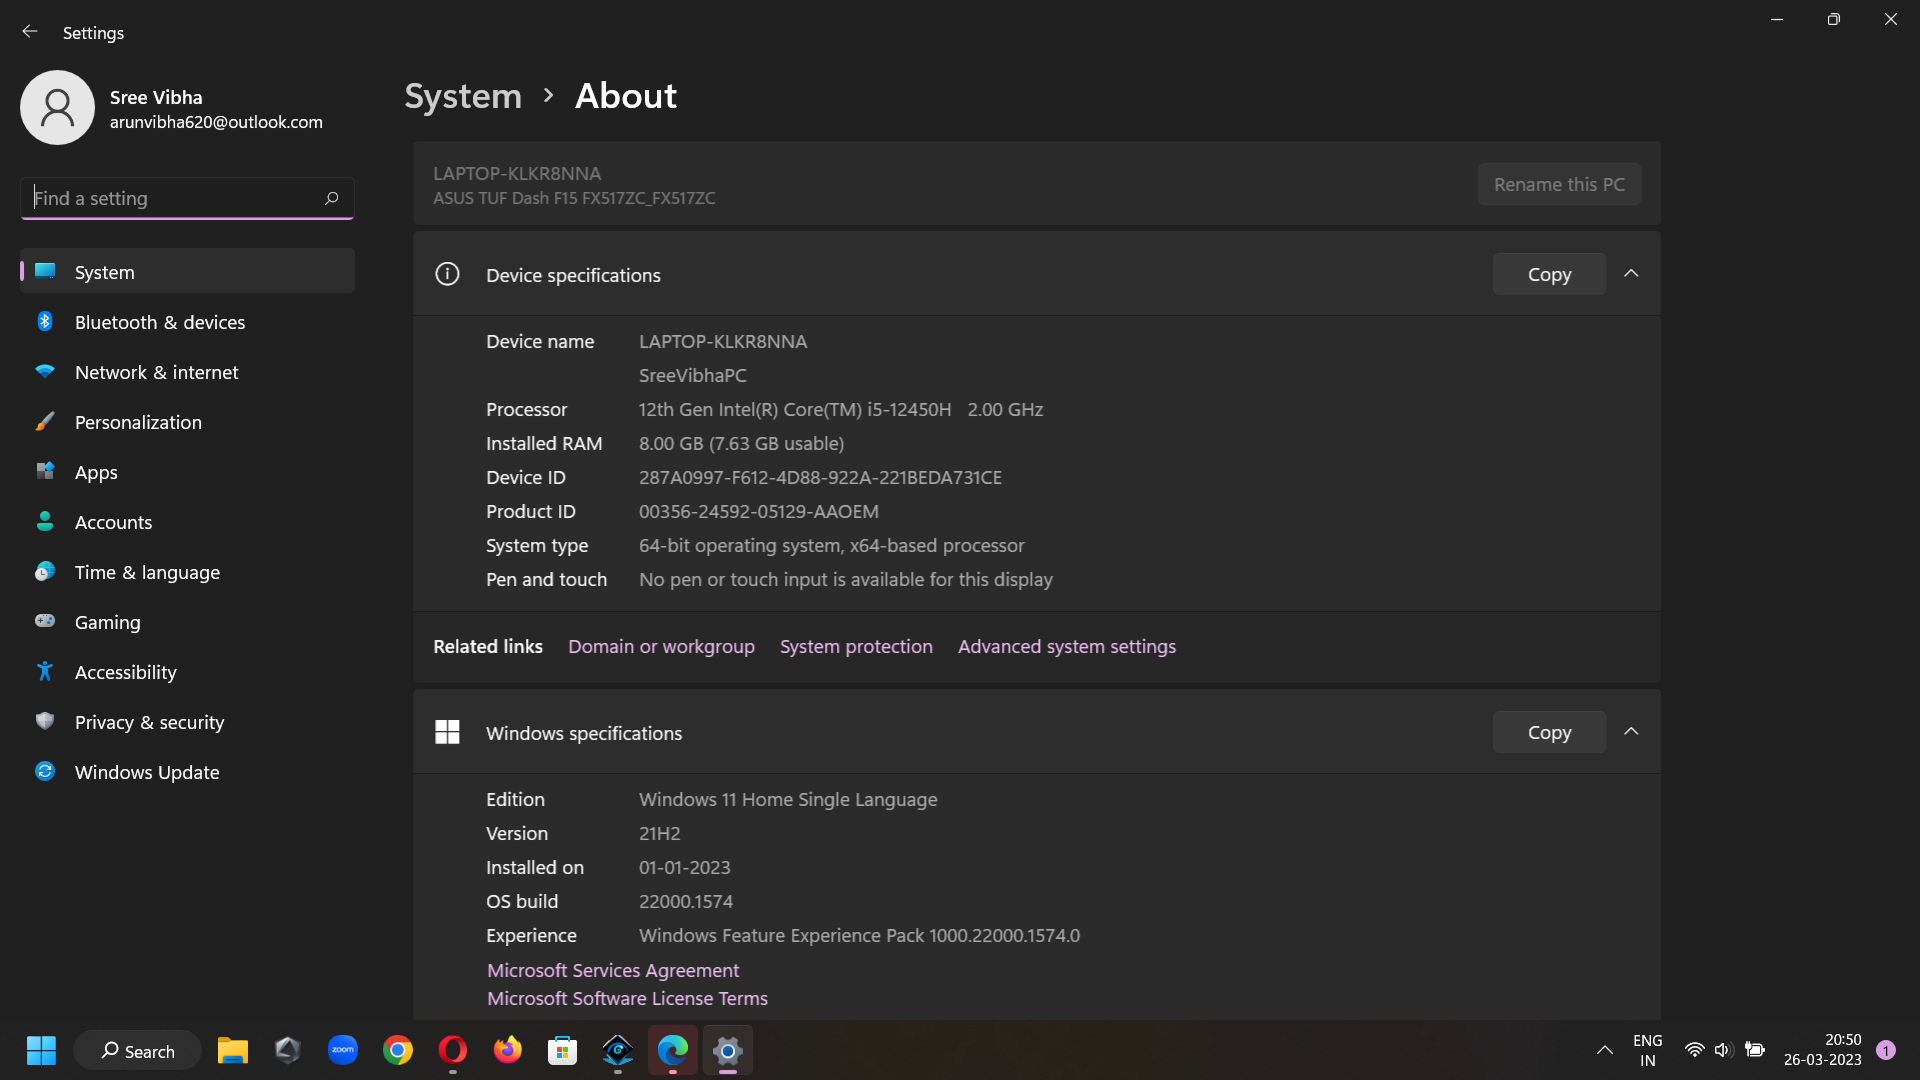 Settings
Sree Vibha
arunvibha620@outlook.com
Find a setting
System
Bluetooth & devices
Network & internet
Personalization
Apps
Accounts
Time & language
Gaming
Accessibility
Privacy & security
Windows Update
System > About
LAPTOP-KLKR8NNA
ASUS TUF Dash F15 FX517ZC_FX517ZC
Rename this PC
Device specifications
Copy
Device name LAPTOP-KLKR8NNA
SreeVibhaPC
Processor 12th Gen Intel(R) Core(TM) i5-12450H 2.00 GHz
Installed RAM 8.00 GB (7.63 GB usable)
Device ID 287A0997-F612-4D88-922A-221BEDA731CE
Product ID 00356-24592-05129-AAOEM
System type 64-bit operating system, x64-based processor
Pen and touch No pen or touch input is available for this display
Related links Domain or workgroup System protection Advanced system settings
Windows specifications
Copy
Edition Windows 11 Home Single Language
Version 21H2
Installed on 01-01-2023
OS build 22000.1574
Experience Windows Feature Experience Pack 1000.22000.1574.0
Microsoft Services Agreement
Microsoft Software License Terms
Search
zoom
ENG
IN
20:50
26-03-2023
1